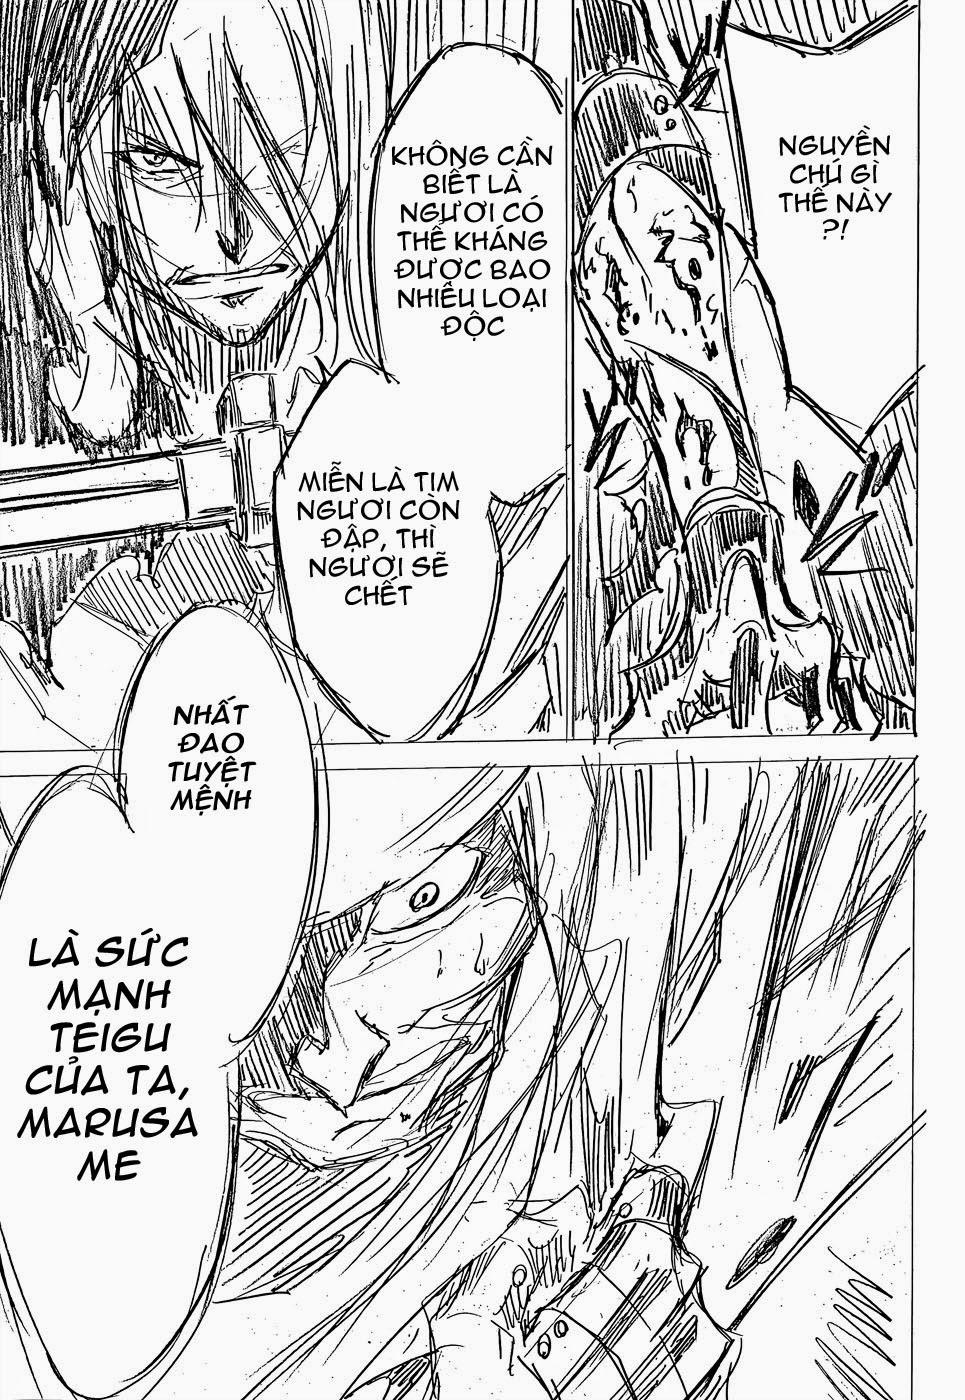 NGUYỀN
CHÚ GÌ
THẾ NÀY
?!
KHÔNG CẦN
BIẾT LÀ
NGƯƠI CÓ
THỂ KHÁNG
ĐƯỢC BAO
NHIÊU LOẠI
ĐỘC
MIỄN LÀ TIM
NGƯƠI CÒN
ĐẬP, THÌ
NGƯƠI SẼ
CHẾT
NHẤT
ĐAO
TUYỆT
MỆNH
LÀ SỨC
MẠNH
TEIGU
CỦA TA,
MARUSA
ME